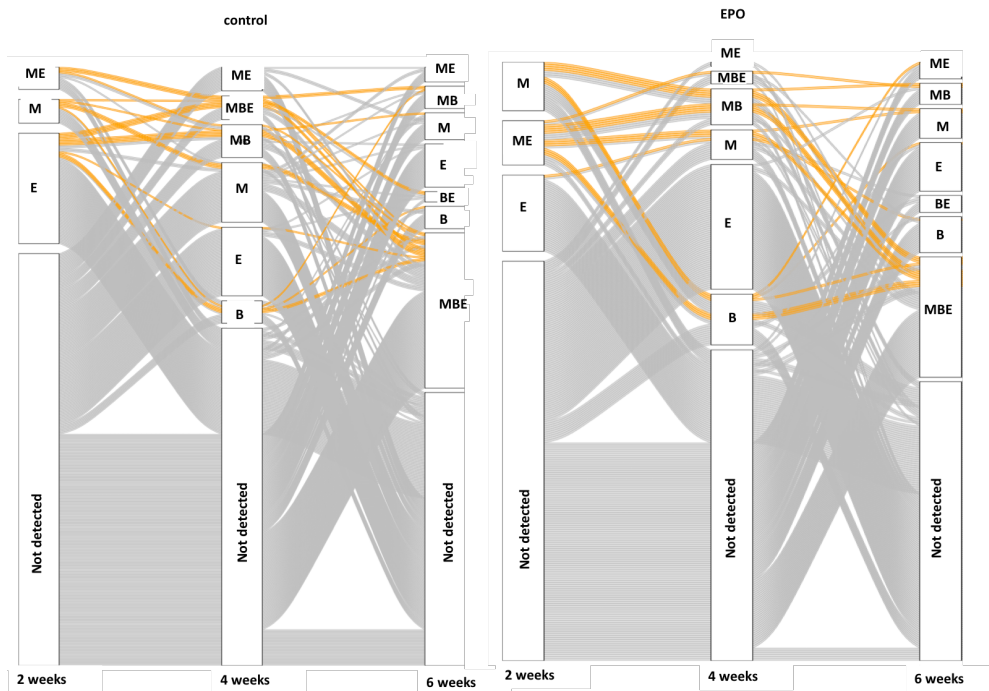 control
EPO
ME
M
E
Not detected
2 weeks
ME
MBE
MB
M
E
B
Not detected
4 weeks
ME
MB
M
E
BE
B
MBE
Not detected
6 weeks
M
ME
E
Not detected
2 weeks
ME
MBE
MB
M
E
B
Not detected
4 weeks
ME
MB
M
E
BE
B
MBE
Not detected
6 weeks